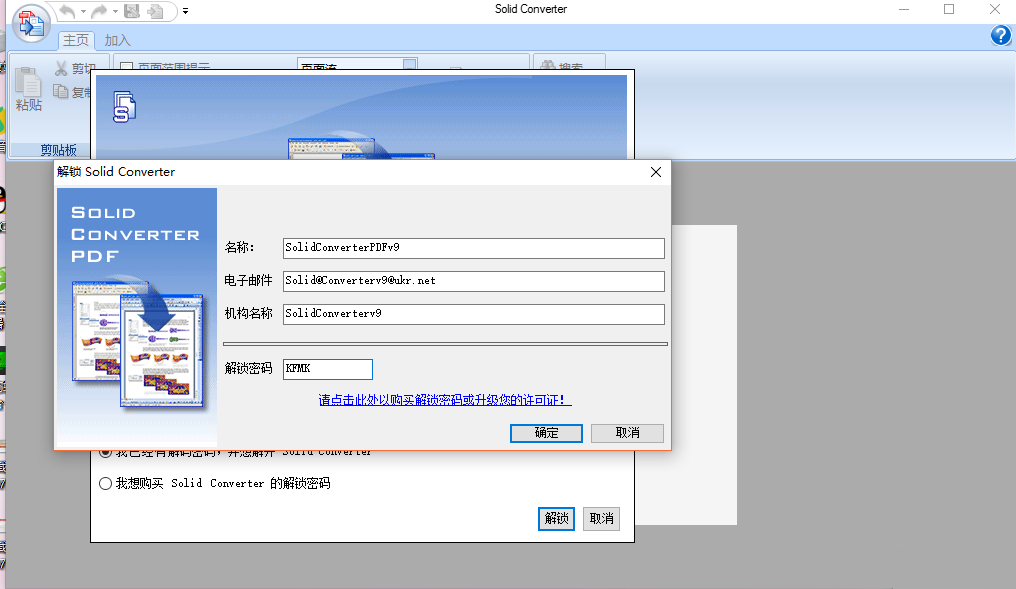 Solid Converter
主页 加入
剪切
页面范围提示
页面流
搜索
粘贴
复制
剪贴板
S
解锁 Solid Converter
SOLID
CONVERTER
PDF
名称:
SolidConverterPDFv9
电子邮件
Solid@Converterv9@ukr.net
机构名称
SolidConverterv9
解锁密码
KFMK
请点击此处以购买解锁密码或升级您的许可证!
确定
取消
我已经有解码密码,并想解开 Solid Converter
我想购买 Solid Converter 的解锁密码
解锁
取消